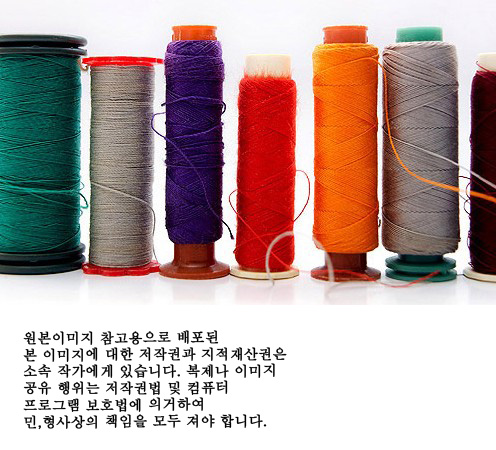 원본이미지 참고용으로 배포된
본 이미지에 대한 저작권과 지적재산권은
소속 작가에게 있습니다. 복제나 이미지
공유 행위는 저작권법 및 컴퓨터
프로그램 보호법에 의거하여
민,형사상의 책임을 모두 져야 합니다.